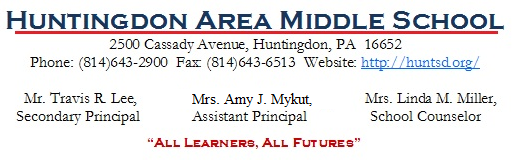 HUNTINGDON AREA MIDDLE SCHOOL
2500 Cassady Avenue, Huntingdon, PA 16652
Phone: (814)643-2900 Fax: (814)643-6513 Website: http://huntsd.org/
Mr. Travis R. Lee, Mrs. Amy J. Mykut, Mrs. Linda M. Miller,
Secondary Principal Assistant Principal School Counselor
“ALL LEARNERS, ALL FUTURES”